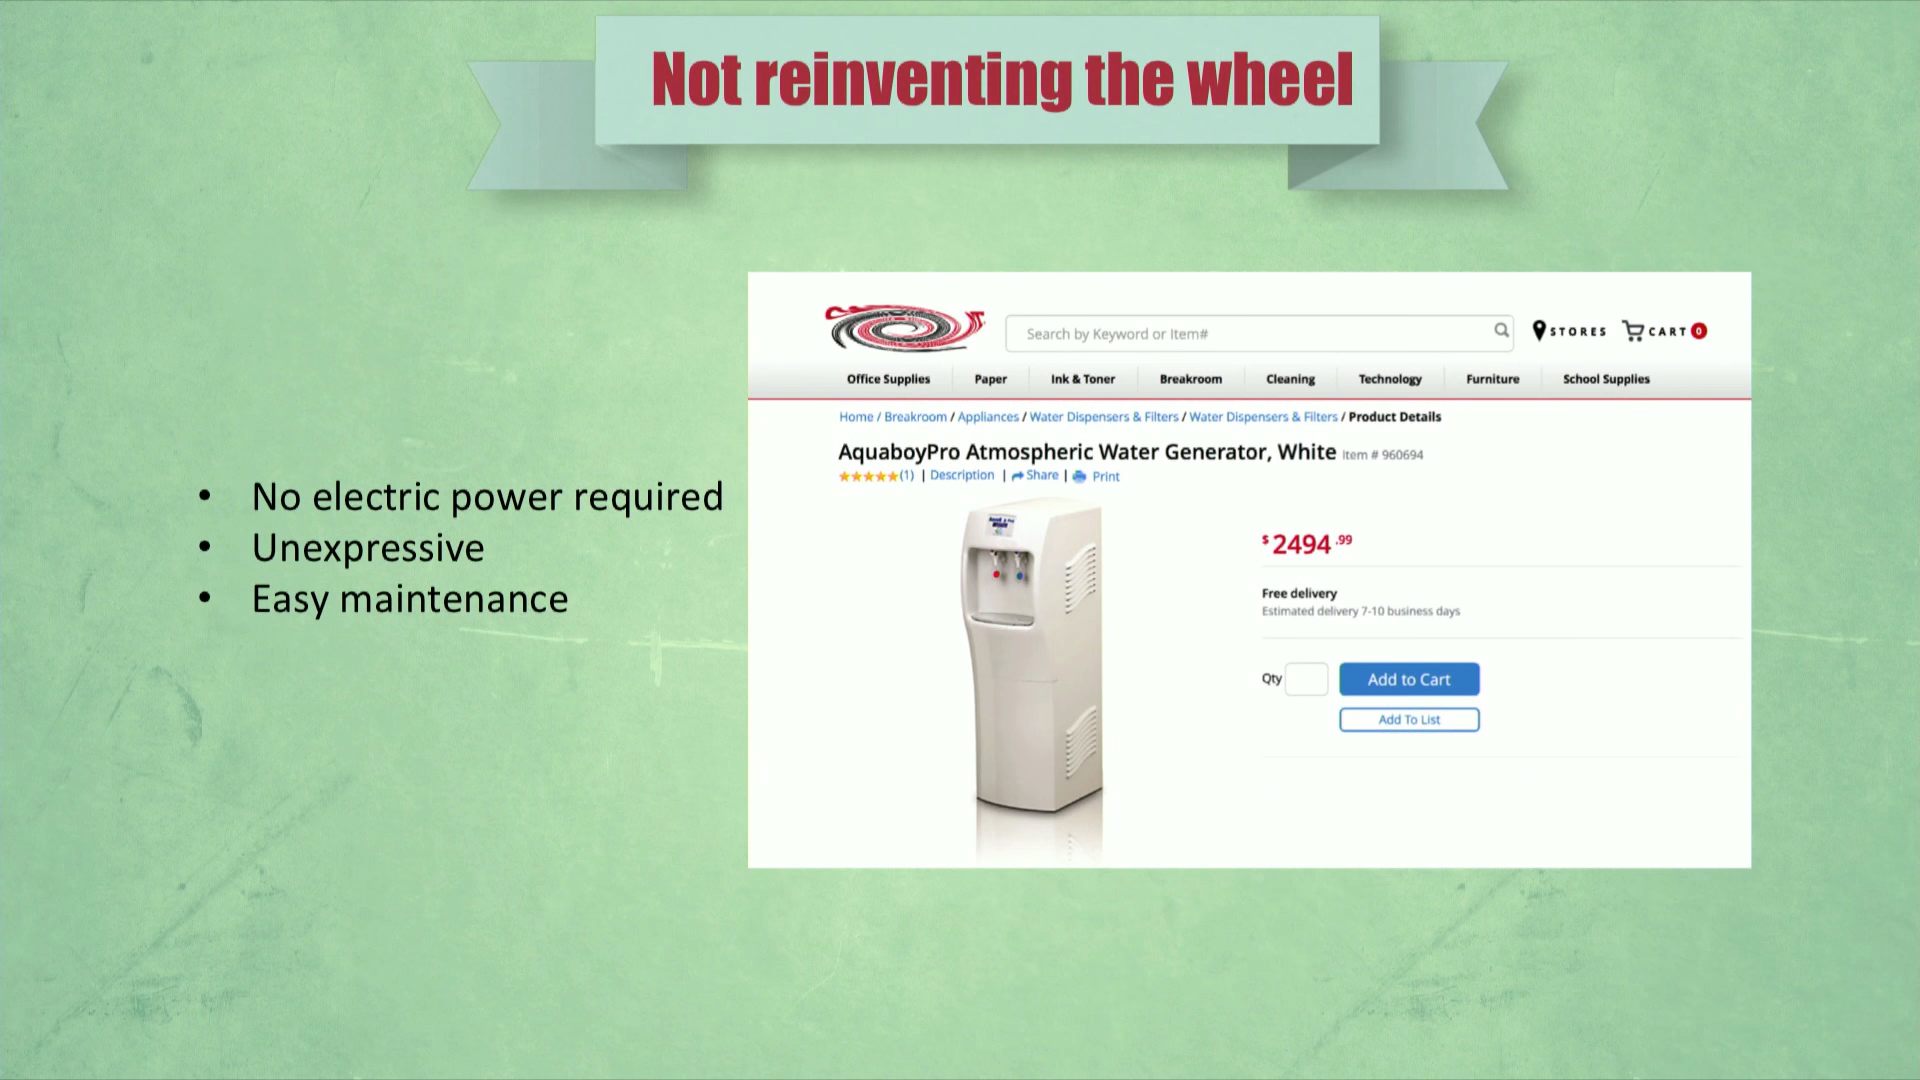 Not reinventing the wheel
• No electric power required
• Unexpressive
• Easy maintenance
Search by Keyword or Item#
STORES
CART 0
Office Supplies
Paper
Ink & Toner
Breakroom
Cleaning
Technology
Furniture
School Supplies
Home / Breakroom / Appliances / Water Dispensers & Filters / Water Dispensers & Filters / Product Details
AquaboyPro Atmospheric Water Generator, White Item # 960694
(1) | Description | Share | Print
$2494.99
Free delivery
Estimated delivery 7-10 business days
Qty
Add to Cart
Add To List